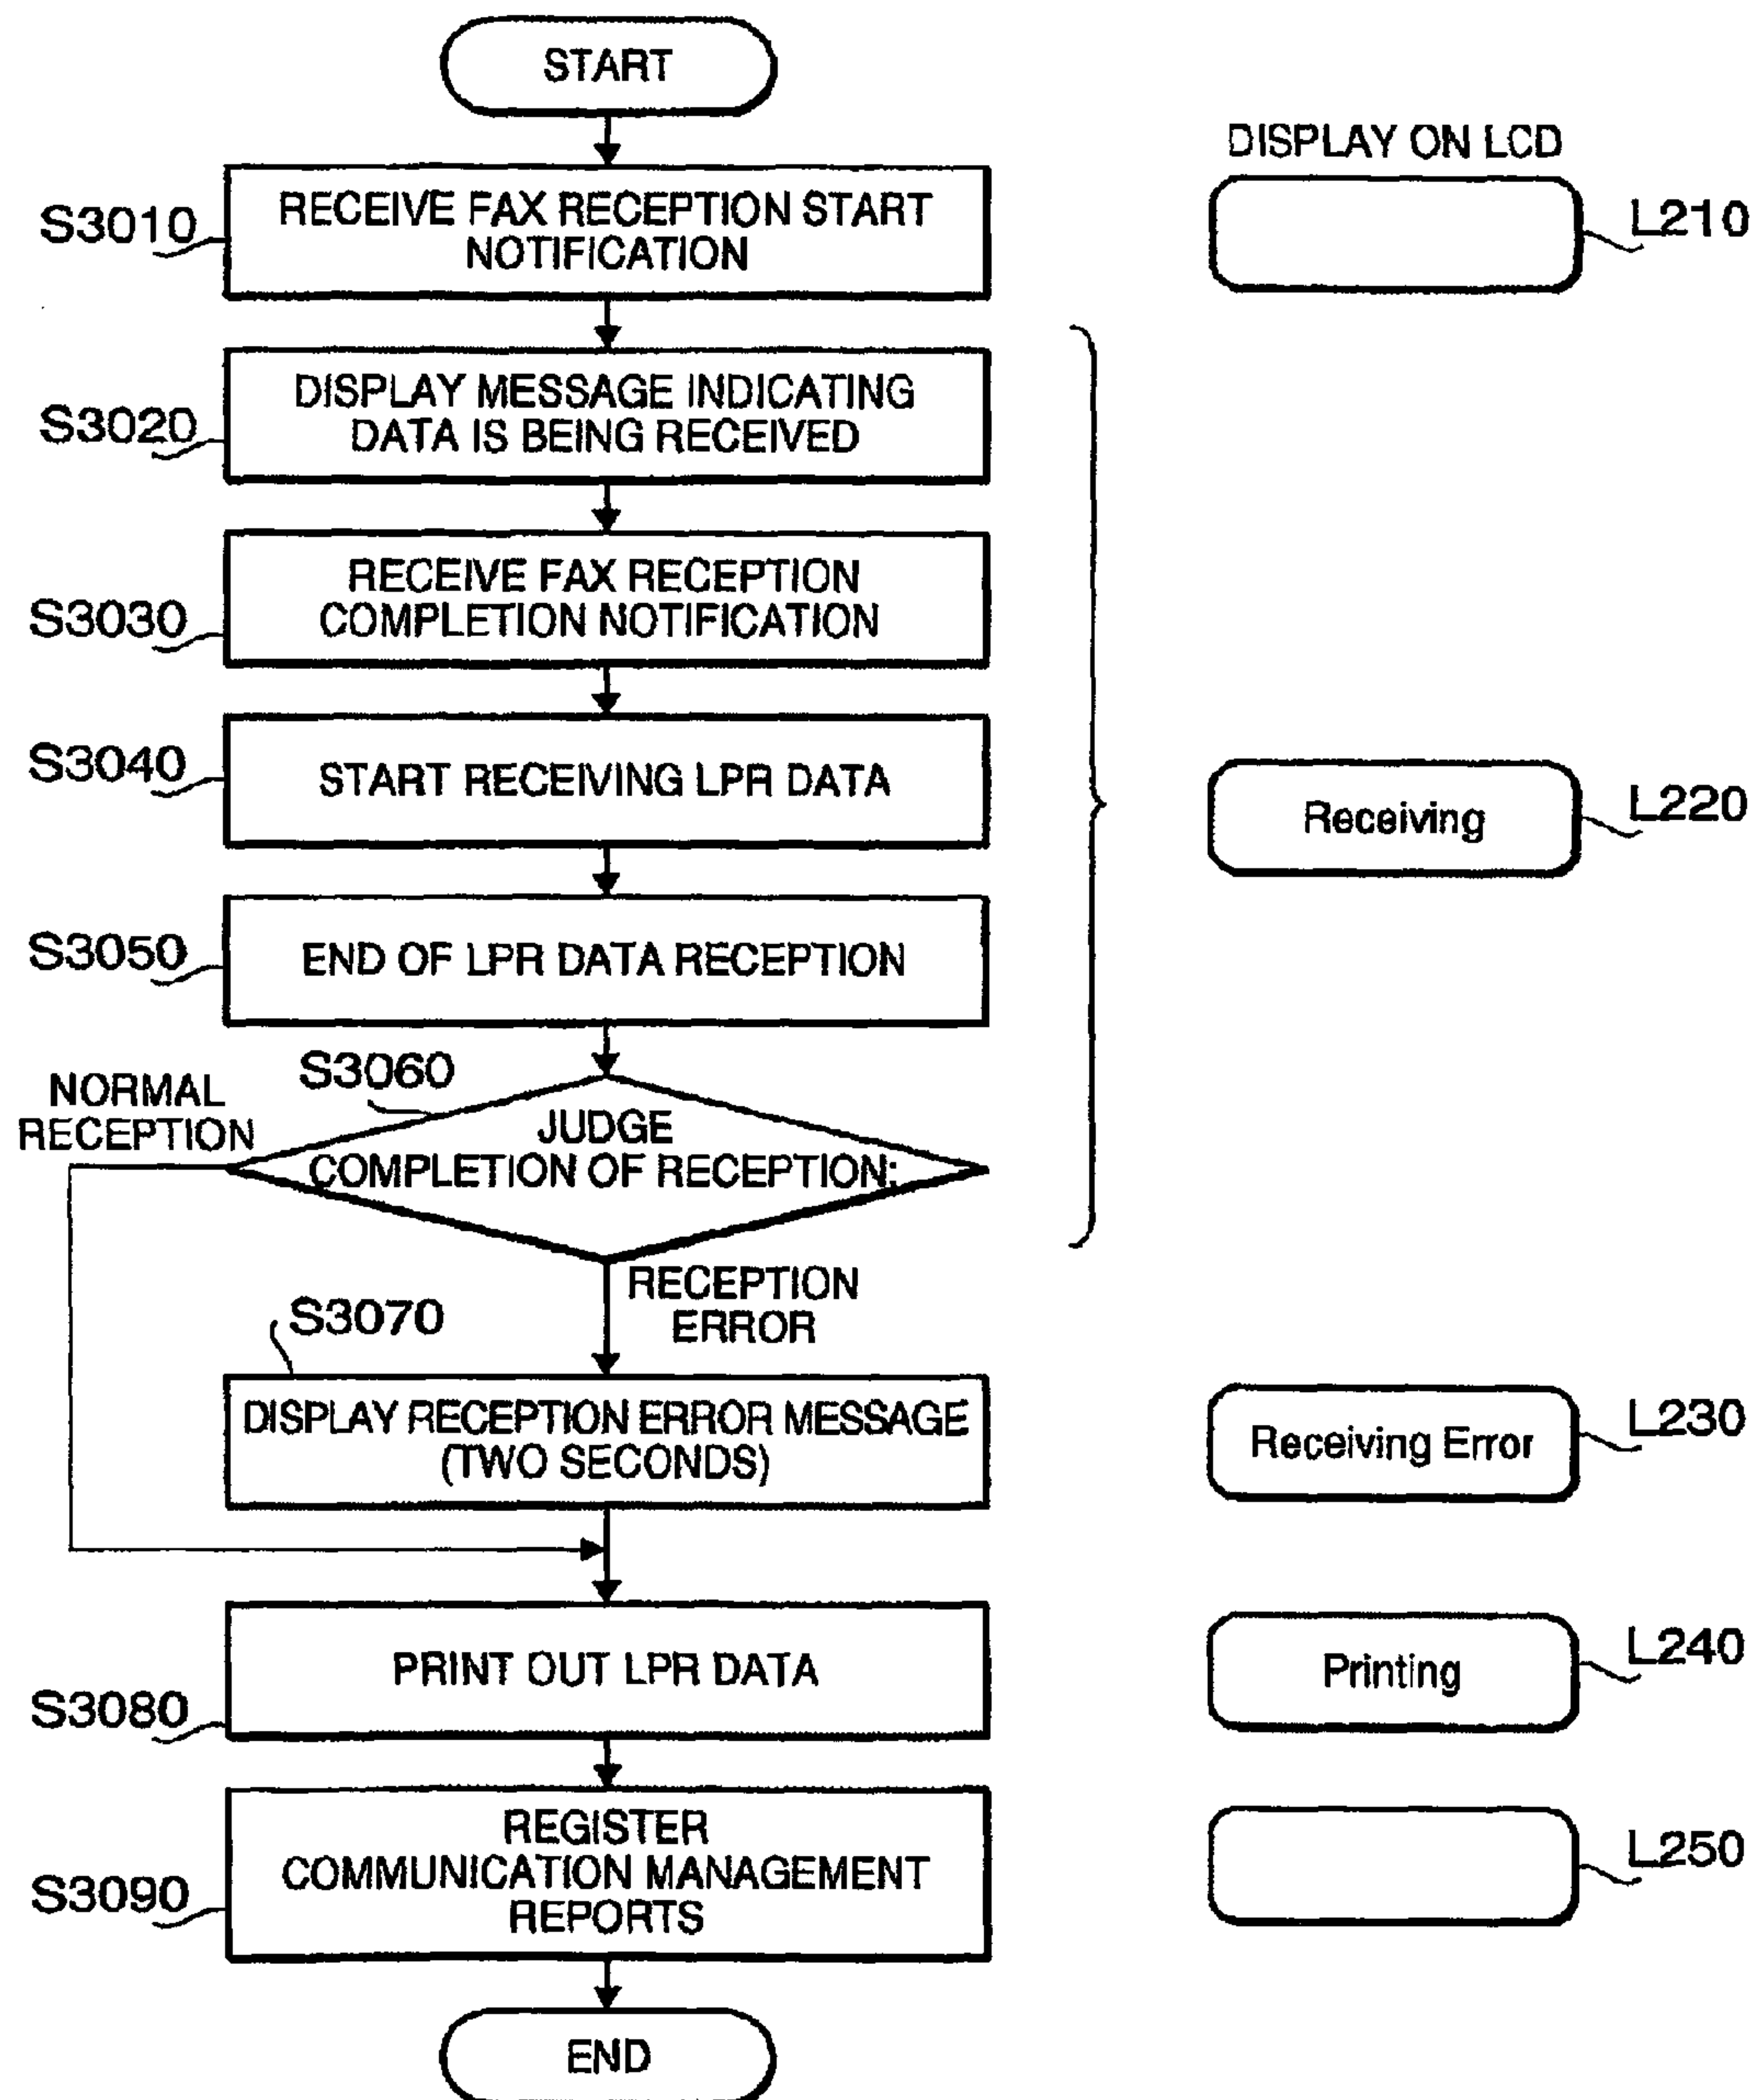 START
DISPLAY ON LCD
S3010
RECEIVE FAX RECEPTION START
NOTIFICATION
L210
S3020
DISPLAY MESSAGE INDICATING
DATA IS BEING RECEIVED
S3030
RECEIVE FAX RECEPTION
COMPLETION NOTIFICATION
S3040
START RECEIVING LPR DATA
Receiving
L220
S3050
END OF LPR DATA RECEPTION
S3060
NORMAL
RECEPTION
JUDGE
COMPLETION OF RECEPTION:
RECEPTION
ERROR
S3070
DISPLAY RECEPTION ERROR MESSAGE
(TWO SECONDS)
Receiving Error
L230
S3080
PRINT OUT LPR DATA
Printing
L240
S3090
REGISTER
COMMUNICATION MANAGEMENT
REPORTS
L250
END